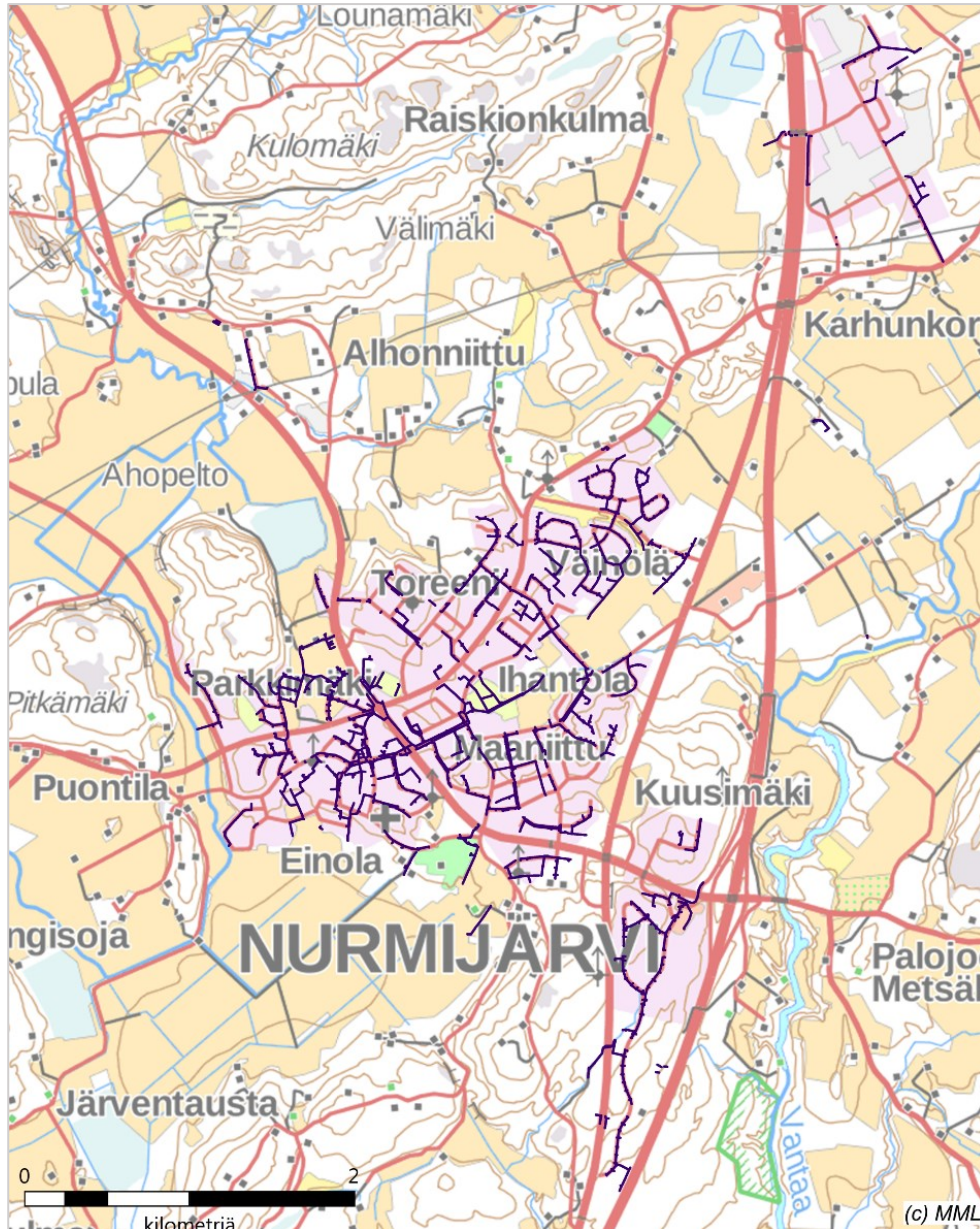 Lounamäki
Raiskionkulma
Kulomäki
Välimäki
Karhunkor
Alhonniittu
pula
Ahopelto
Väinölä
Toreeni
Ihantola
Parkkimäki
Pitkämäki
Maaniittu
Puontila
Kuusimäki
Einola
ngisoja
NURMIJÄRVI
Palojo
Metsäk
Järventausta
Vantaa
0 2
kilometriä
(c) MML